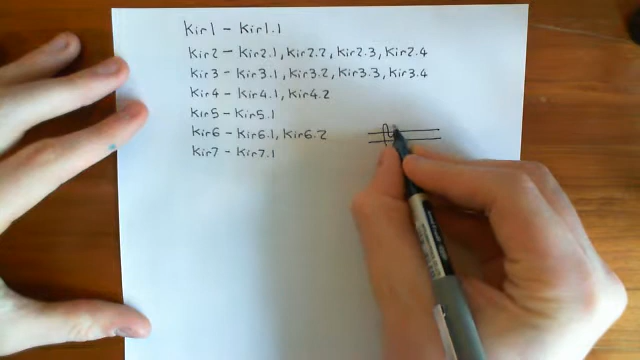 Kir1 - Kir1.1
Kir2 - Kir2.1, Kir2.2, Kir2.3, Kir2.4
Kir3 - Kir3.1, Kir3.2, Kir3.3, Kir3.4
Kir4 - Kir4.1, Kir4.2
Kir5 - Kir5.1
Kir6 - Kir6.1, Kir6.2
Kir7 - Kir7.1